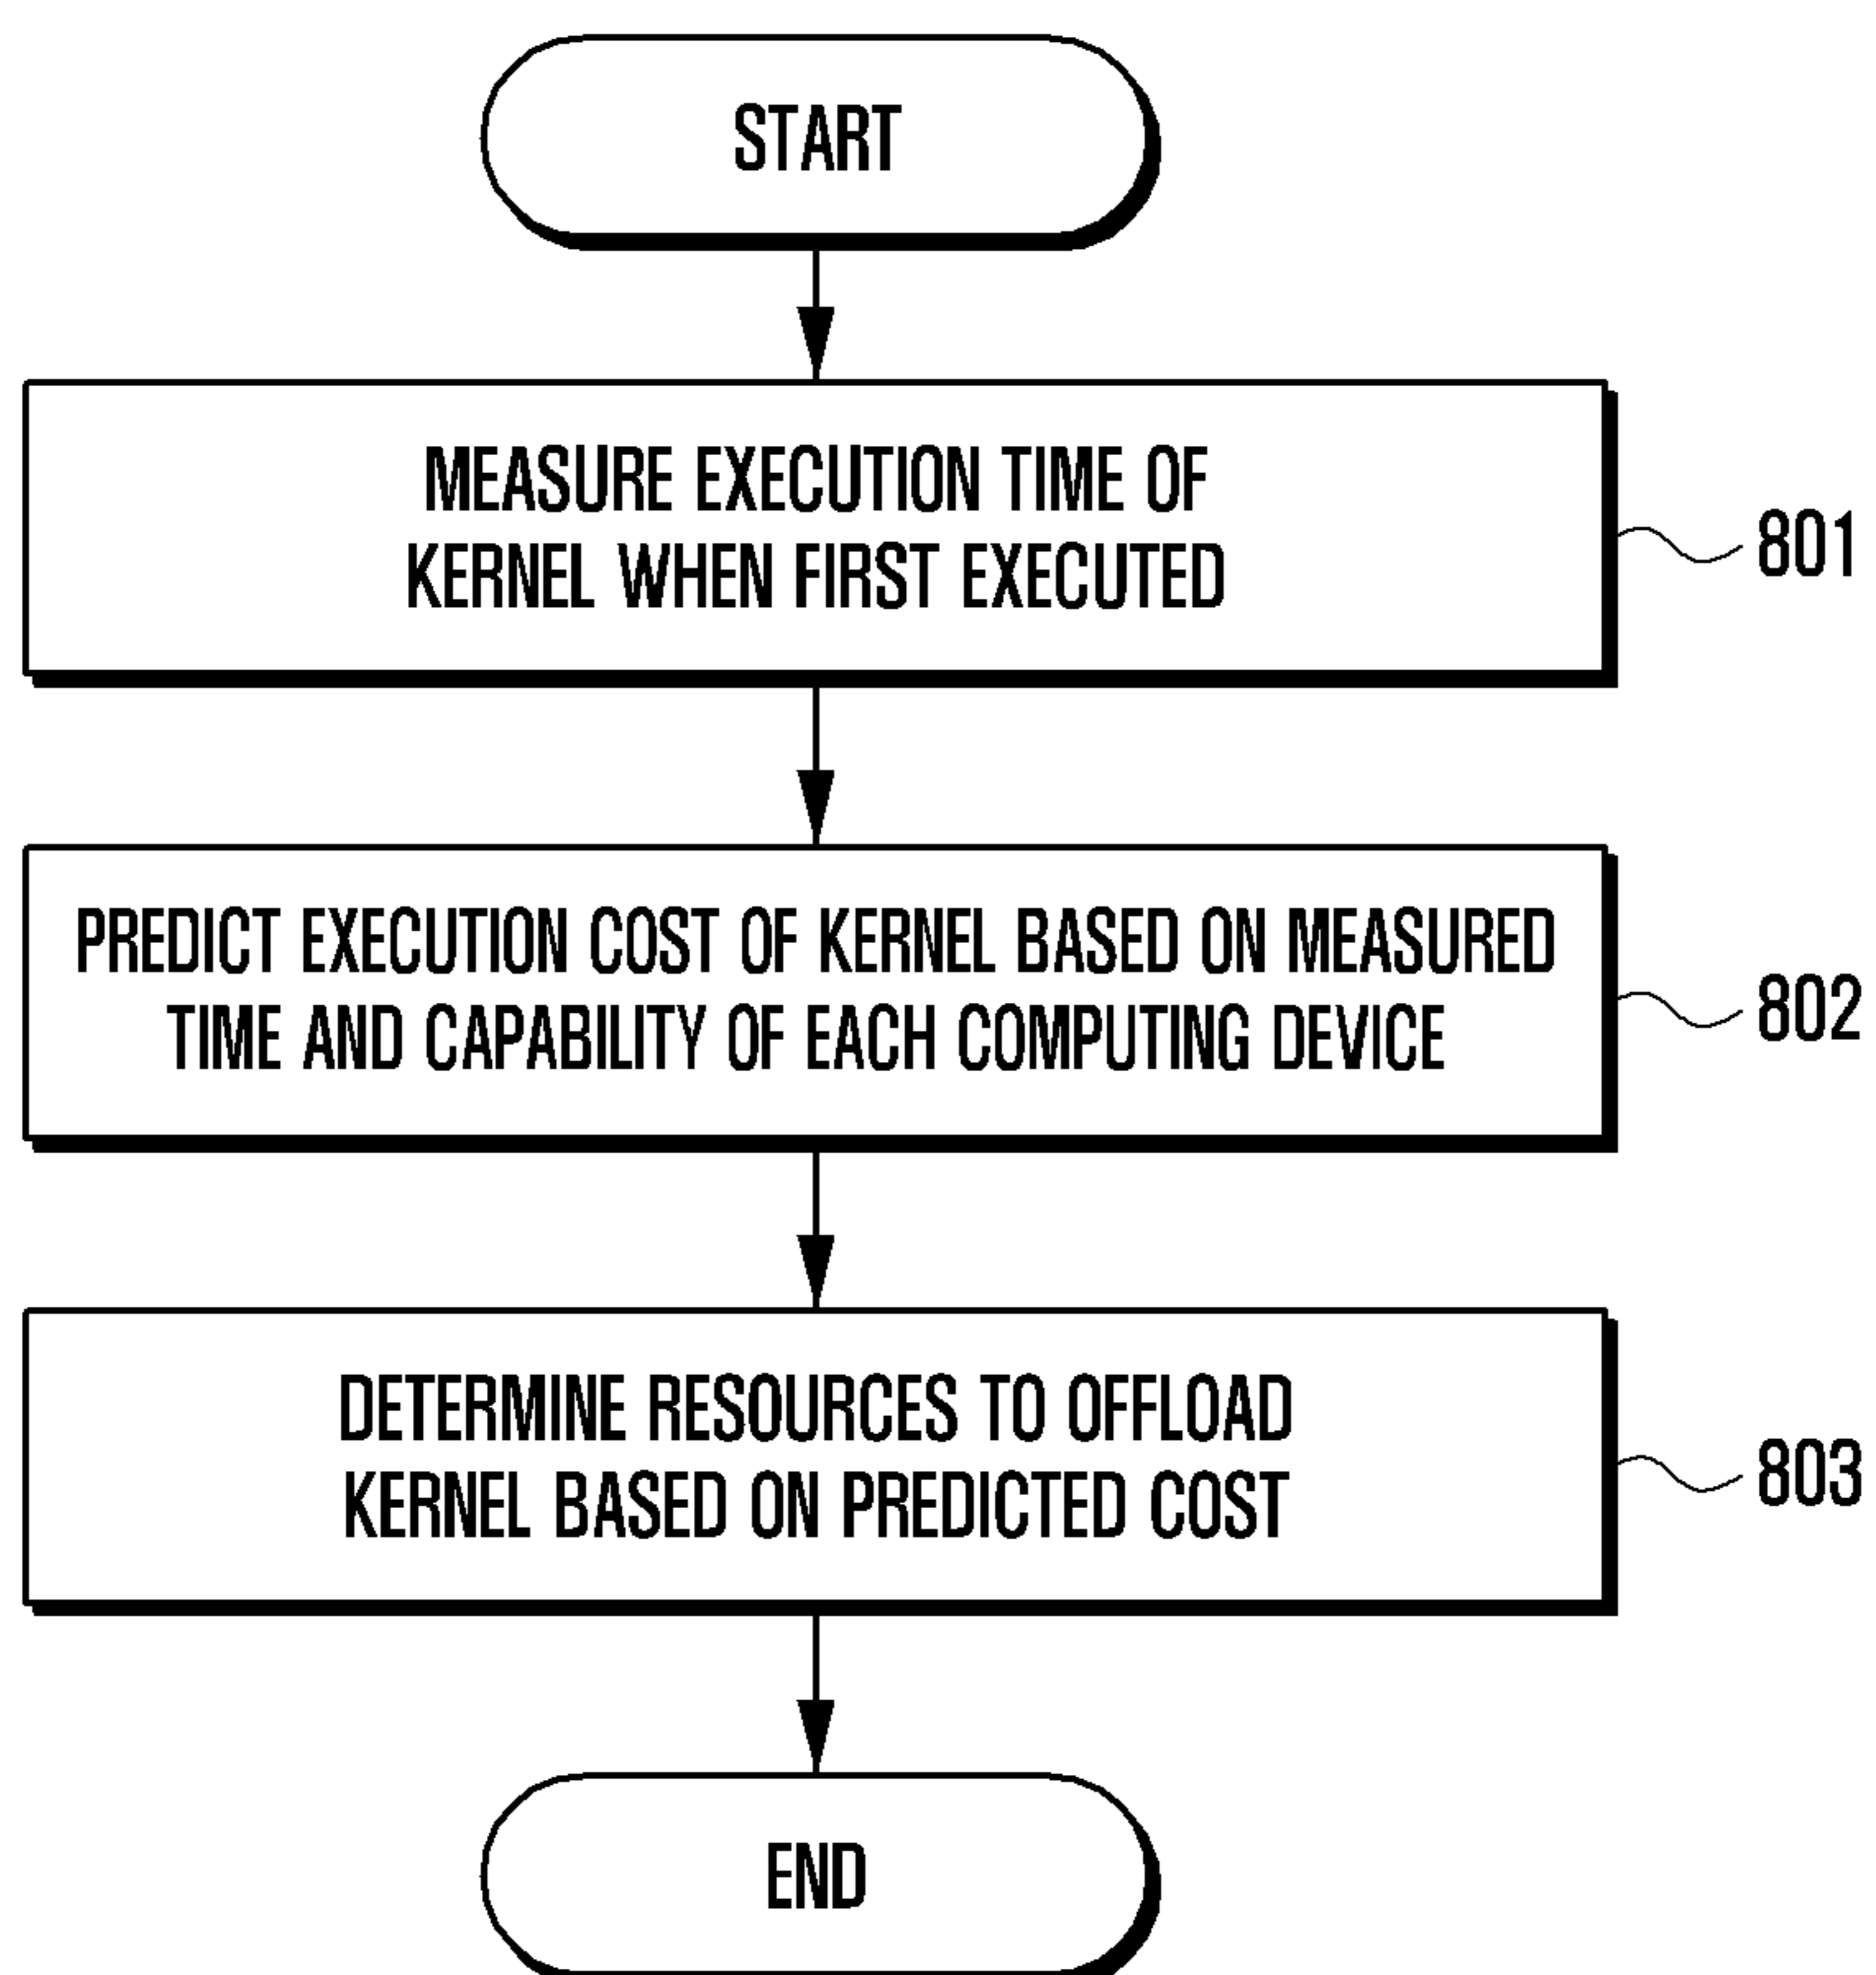 START
MEASURE EXECUTION TIME OF
KERNEL WHEN FIRST EXECUTED
801
PREDICT EXECUTION COST OF KERNEL BASED ON MEASURED
TIME AND CAPABILITY OF EACH COMPUTING DEVICE
802
DETERMINE RESOURCES TO OFFLOAD
KERNEL BASED ON PREDICTED COST
803
END